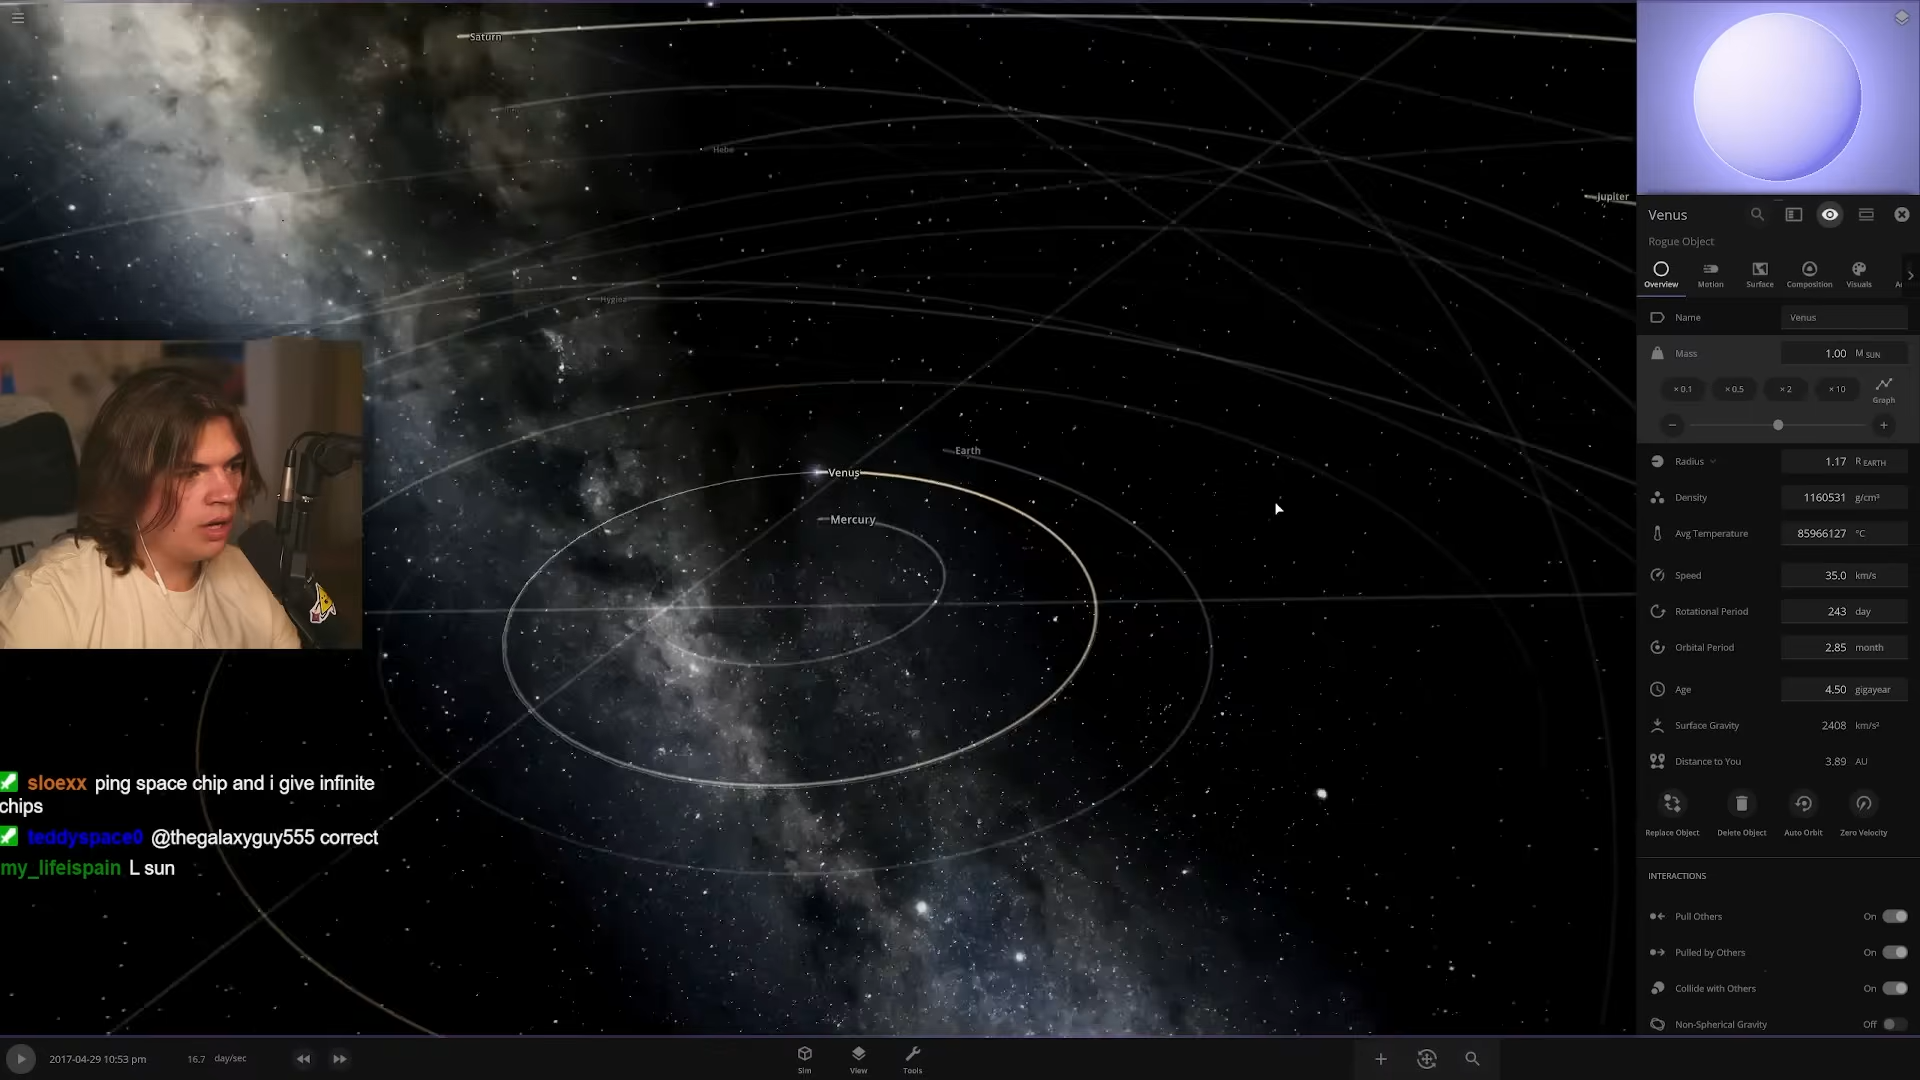 Saturn
Hebe
Jupiter
Hygiea
Earth
Venus
Mercury
sloexx ping space chip and i give infinite
chips
teddyspace0 @thegalaxyguy555 correct
my_lifeispain L sun
Venus
Rogue Object
Overview Motion Surface Composition Visuals
Name Venus
Mass 1.00 M SUN
× 0.1 × 0.5 × 2 × 10 Graph
Radius 1.17 R EARTH
Density 1160531 g/cm³
Avg Temperature 85966127 °C
Speed 35.0 km/s
Rotational Period 243 day
Orbital Period 2.85 month
Age 4.50 gigayear
Surface Gravity 2408 km/s²
Distance to You 3.89 AU
Replace Object Delete Object Auto Orbit Zero Velocity
INTERACTIONS
Pull Others On
Pulled by Others On
Collide with Others On
Non-Spherical Gravity Off
2017-04-29 10:53 pm 16.7 day/sec
Sim View Tools